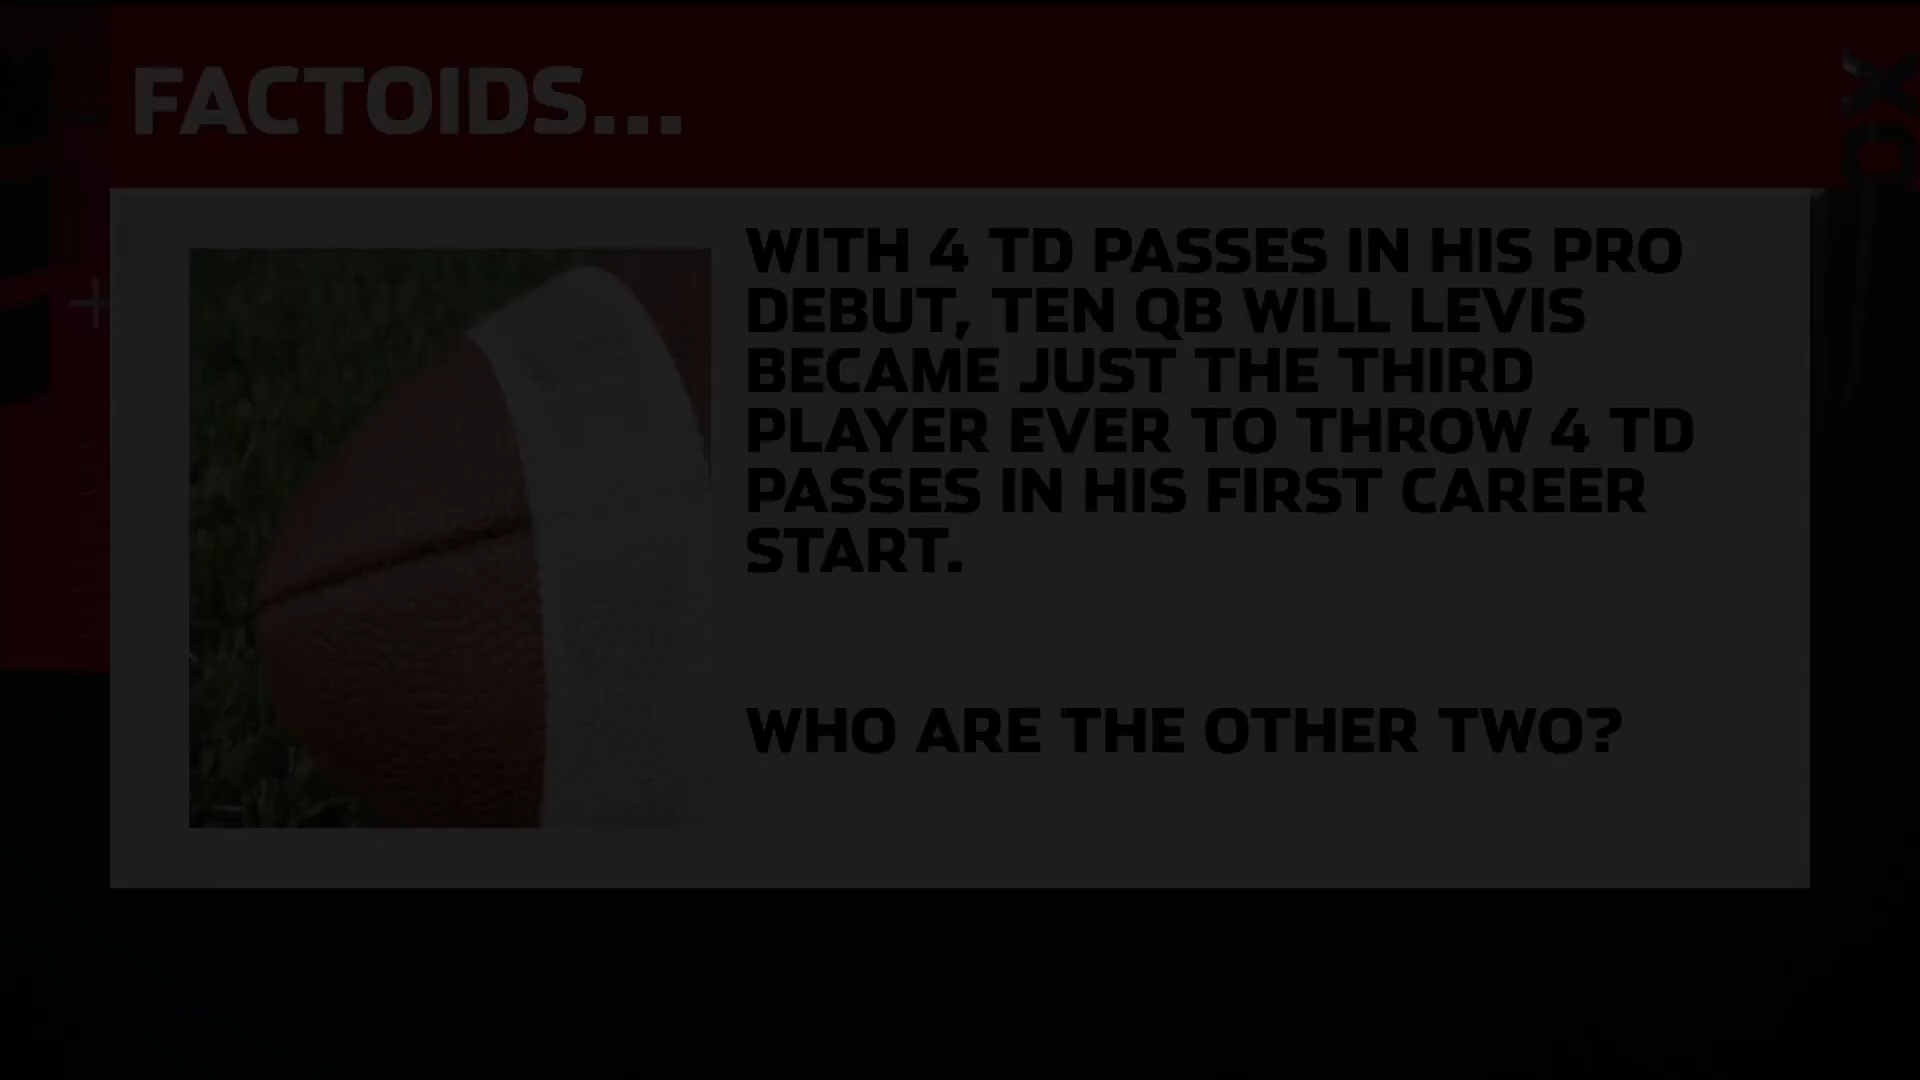 FACTOIDS...
WITH 4 TD PASSES IN HIS PRO
DEBUT, TEN QB WILL LEVIS
BECAME JUST THE THIRD
PLAYER EVER TO THROW 4 TD
PASSES IN HIS FIRST CAREER
START.
WHO ARE THE OTHER TWO?